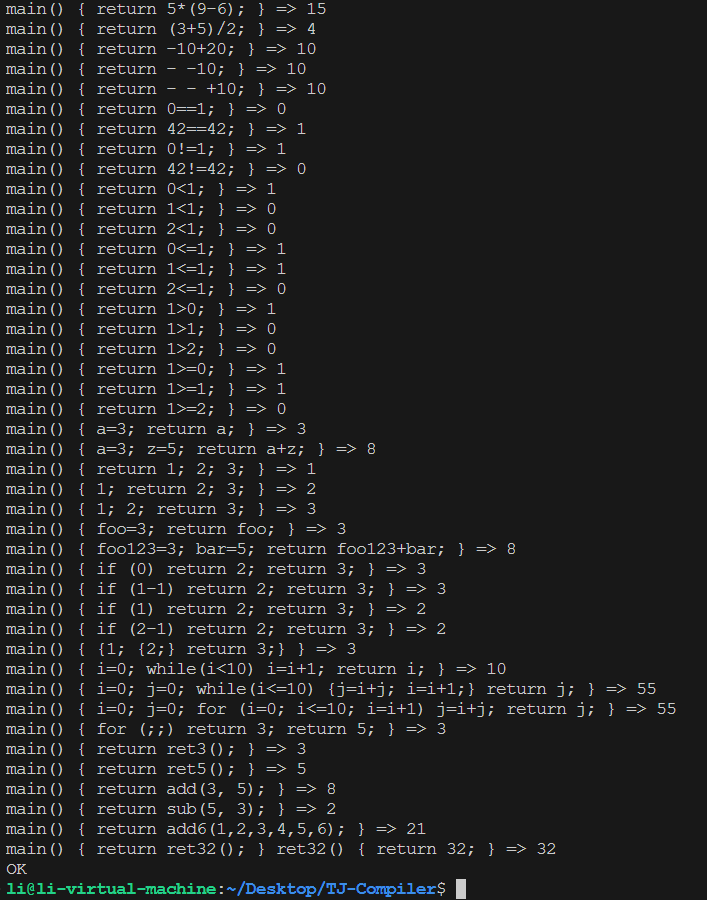 main() { return 5*(9-6); } => 15
main() { return (3+5)/2; } => 4
main() { return -10+20; } => 10
main() { return - -10; } => 10
main() { return - - +10; } => 10
main() { return 0==1; } => 0
main() { return 42==42; } => 1
main() { return 0!=1; } => 1
main() { return 42!=42; } => 0
main() { return 0<1; } => 1
main() { return 1<1; } => 0
main() { return 2<1; } => 0
main() { return 0<=1; } => 1
main() { return 1<=1; } => 1
main() { return 2<=1; } => 0
main() { return 1>0; } => 1
main() { return 1>1; } => 0
main() { return 1>2; } => 0
main() { return 1>=0; } => 1
main() { return 1>=1; } => 1
main() { return 1>=2; } => 0
main() { a=3; return a; } => 3
main() { a=3; z=5; return a+z; } => 8
main() { return 1; 2; 3; } => 1
main() { 1; return 2; 3; } => 2
main() { 1; 2; return 3; } => 3
main() { foo=3; return foo; } => 3
main() { foo123=3; bar=5; return foo123+bar; } => 8
main() { if (0) return 2; return 3; } => 3
main() { if (1-1) return 2; return 3; } => 3
main() { if (1) return 2; return 3; } => 2
main() { if (2-1) return 2; return 3; } => 2
main() { {1; {2;} return 3;} } => 3
main() { i=0; while(i<10) i=i+1; return i; } => 10
main() { i=0; j=0; while(i<=10) {j=i+j; i=i+1;} return j; } => 55
main() { i=0; j=0; for (i=0; i<=10; i=i+1) j=i+j; return j; } => 55
main() { for (;;) return 3; return 5; } => 3
main() { return ret3(); } => 3
main() { return ret5(); } => 5
main() { return add(3, 5); } => 8
main() { return sub(5, 3); } => 2
main() { return add6(1,2,3,4,5,6); } => 21
main() { return ret32(); } ret32() { return 32; } => 32
OK
li@li-virtual-machine:~/Desktop/TJ-Compiler$